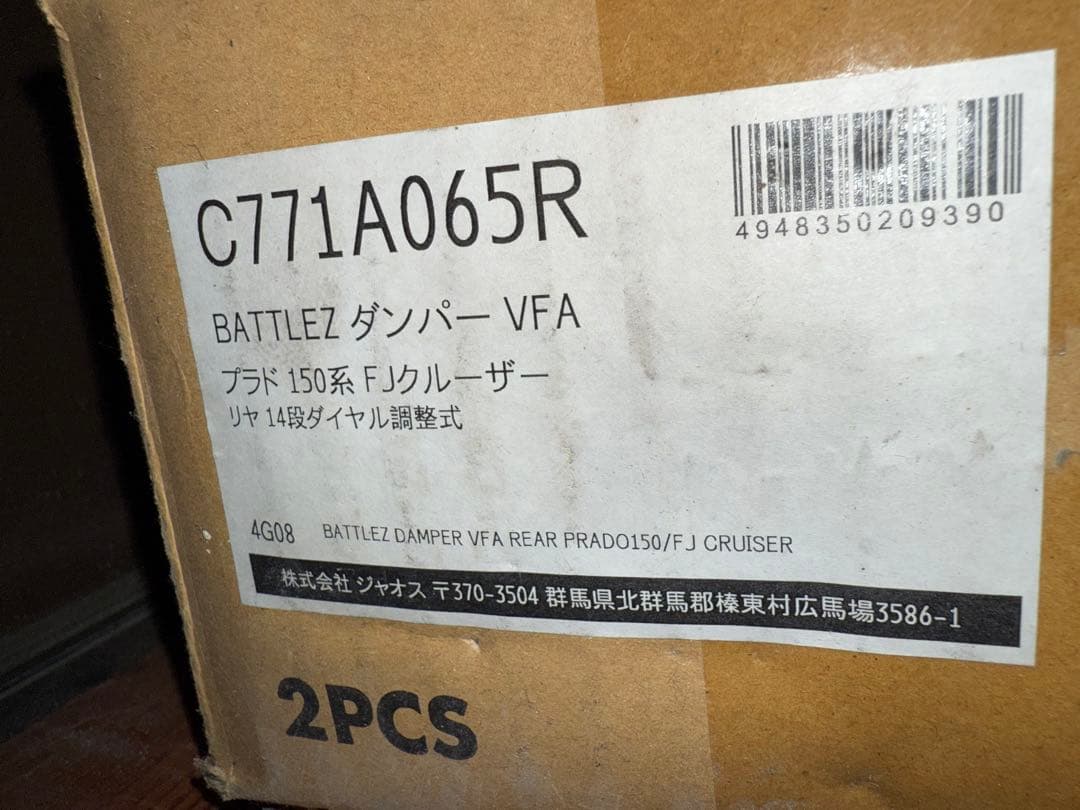 C771A065R
4948350209390
BATTLEZ ダンパー VFA
プラド 150系 FJクルーザー
リヤ 14段ダイヤル調整式
4G08 BATTLEZ DAMPER VFA REAR PRADO150/FJ CRUISER
株式会社 ジャオス 〒370-3504 群馬県北群馬郡榛東村広馬場3586-1
2PCS